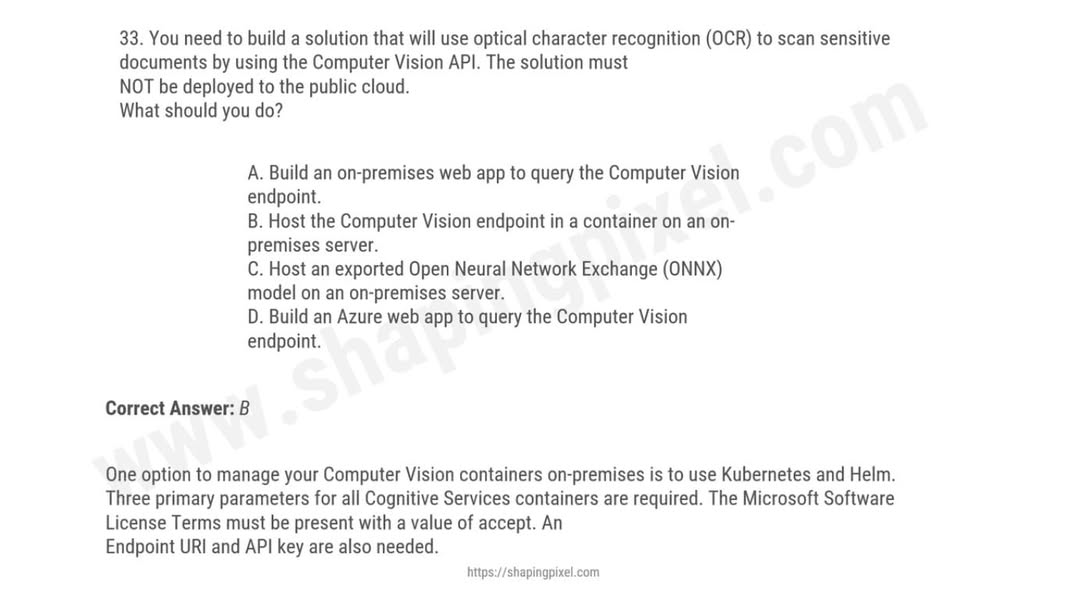 33. You need to build a solution that will use optical character recognition (OCR) to scan sensitive
documents by using the Computer Vision API. The solution must
NOT be deployed to the public cloud.
What should you do?
A. Build an on-premises web app to query the Computer Vision
endpoint.
B. Host the Computer Vision endpoint in a container on an on-
premises server.
C. Host an exported Open Neural Network Exchange (ONNX)
model on an on-premises server.
D. Build an Azure web app to query the Computer Vision
endpoint.
Correct Answer: B
One option to manage your Computer Vision containers on-premises is to use Kubernetes and Helm.
Three primary parameters for all Cognitive Services containers are required. The Microsoft Software
License Terms must be present with a value of accept. An
Endpoint URI and API key are also needed.
https://shapingpixel.com
www.shapingpixel.com